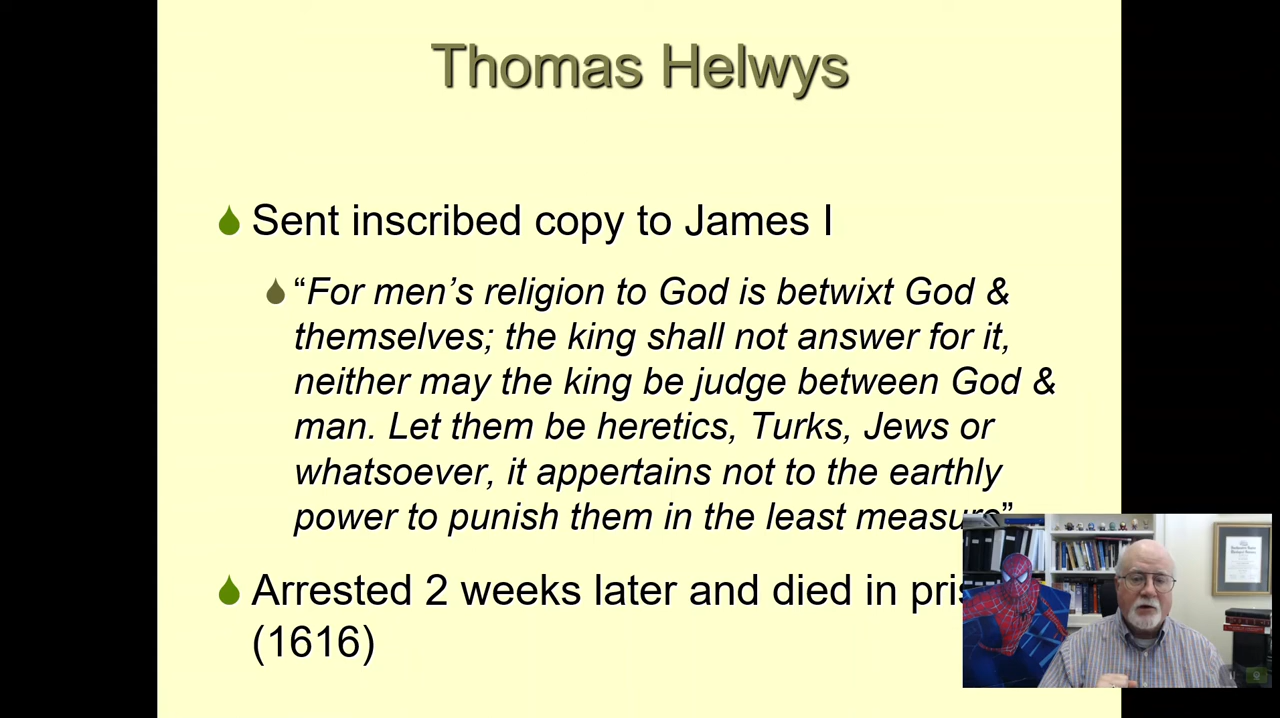 Thomas Helwys
Sent inscribed copy to James I
“For men’s religion to God is betwixt God &
themselves; the king shall not answer for it,
neither may the king be judge between God &
man. Let them be heretics, Turks, Jews or
whatsoever, it appertains not to the earthly
power to punish them in the least measure”
Arrested 2 weeks later and died in pris
(1616)